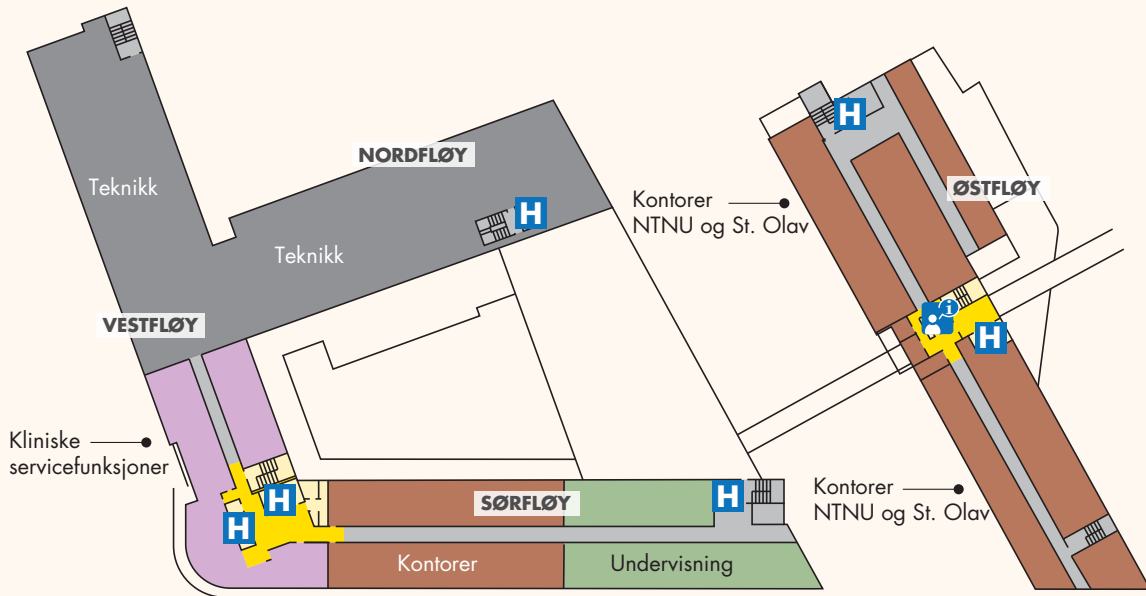 NORDFLØY
H
Teknikk
ØSTFLØY
Kontorer
NTNU og St. Olav
H
Teknikk
i
VESTFLØY
H
Kliniske
servicefunksjoner
H
SØRFLØY
H
Kontorer
NTNU og St. Olav
H
Kontorer
Undervisning